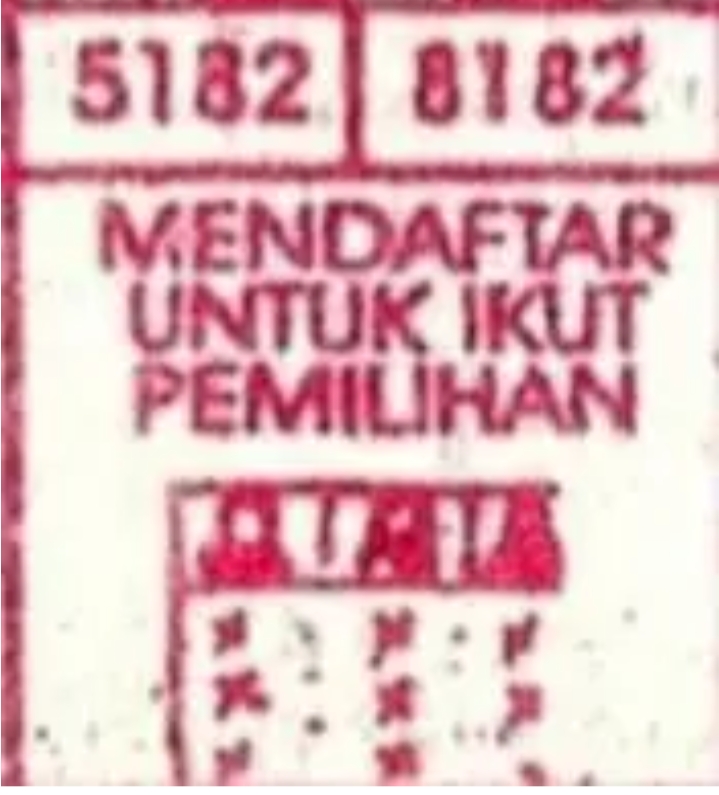 5182 8182
MENDAFTAR
UNTUK IKUT
PEMILIHAN